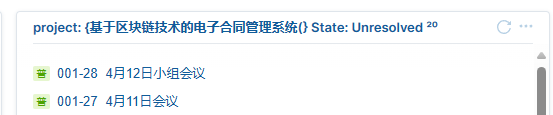 project: {基于区块链技术的电子合同管理系统(} State: Unresolved ²⁰
普 001-28 4月12日小组会议
普 001-27 4月11日会议